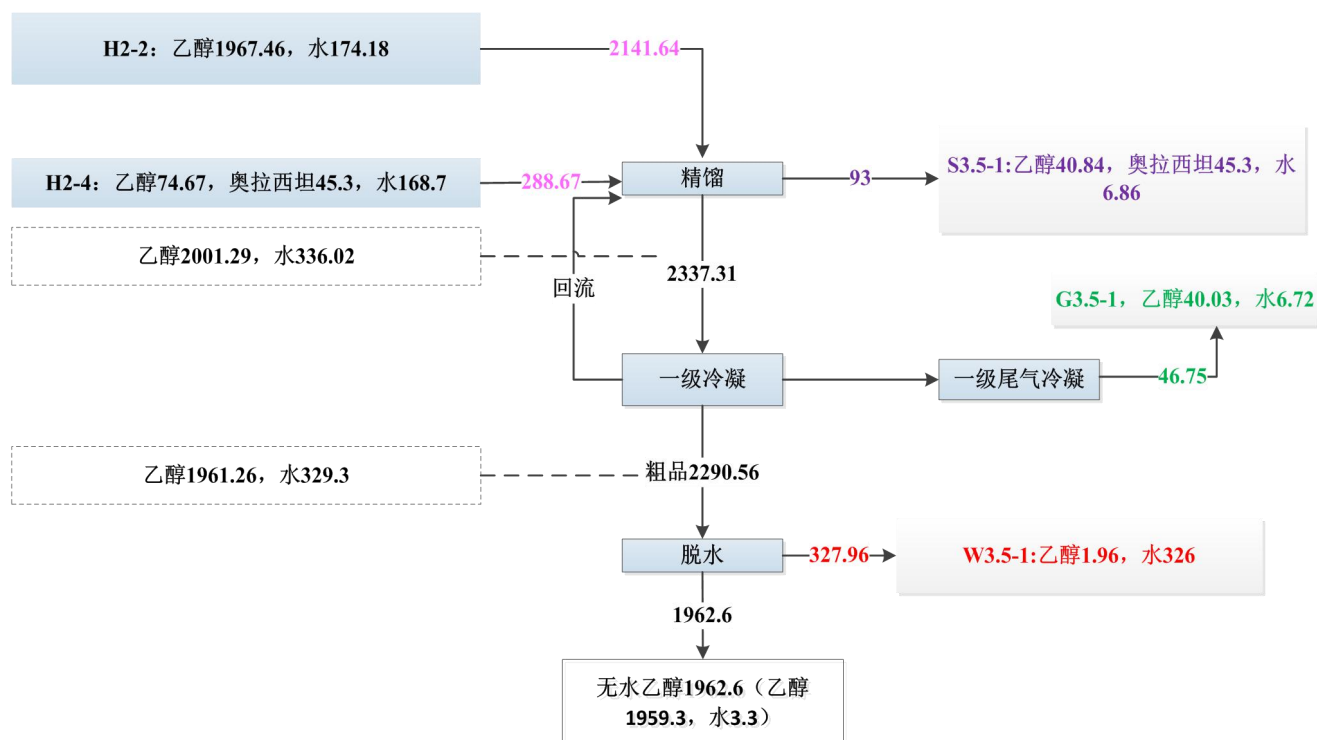 H2-2：乙醇1967.46，水174.18
2141.64
H2-4：乙醇74.67，奥拉西坦45.3，水168.7
288.67
精馏
93
S3.5-1:乙醇40.84，奥拉西坦45.3，水
6.86
乙醇2001.29，水336.02
2337.31
回流
G3.5-1，乙醇40.03，水6.72
一级冷凝
一级尾气冷凝
46.75
乙醇1961.26，水329.3
粗品2290.56
脱水
327.96
W3.5-1:乙醇1.96，水326
1962.6
无水乙醇1962.6（乙醇
1959.3，水3.3）